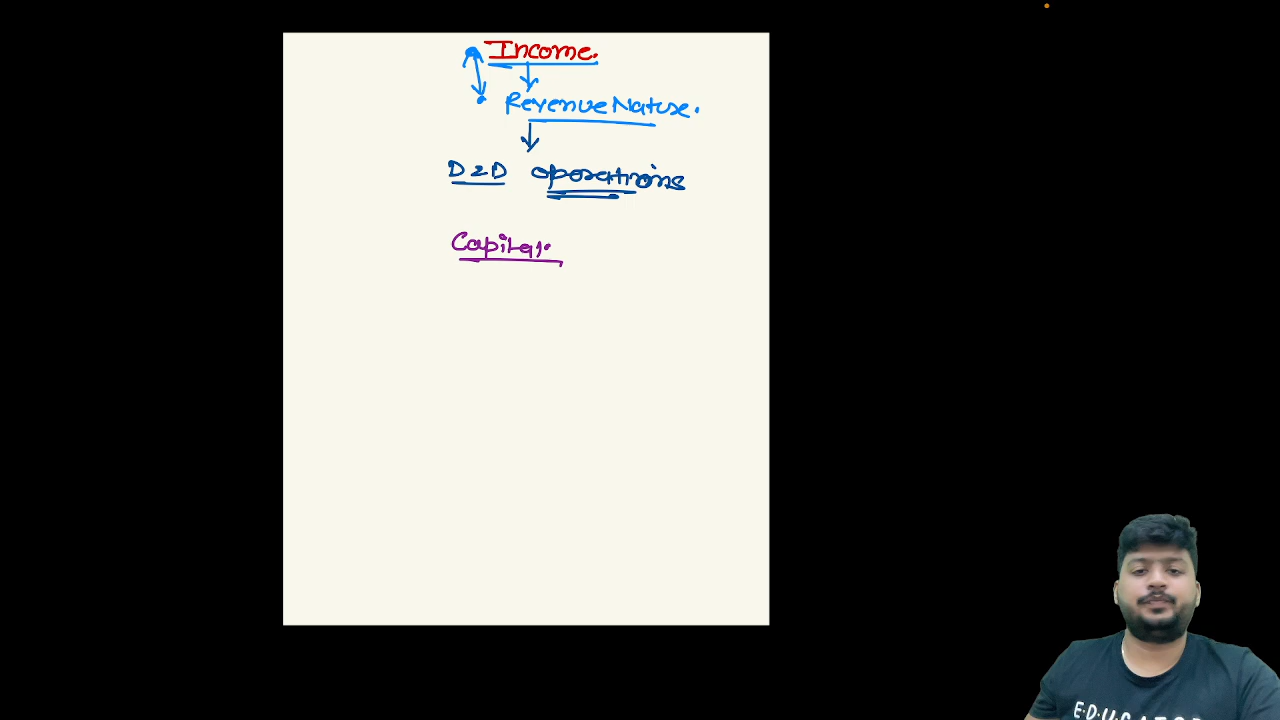 Income.
Revenue Nature.
D2D operations
Capital.
E·D·U·C·A·T·O·R